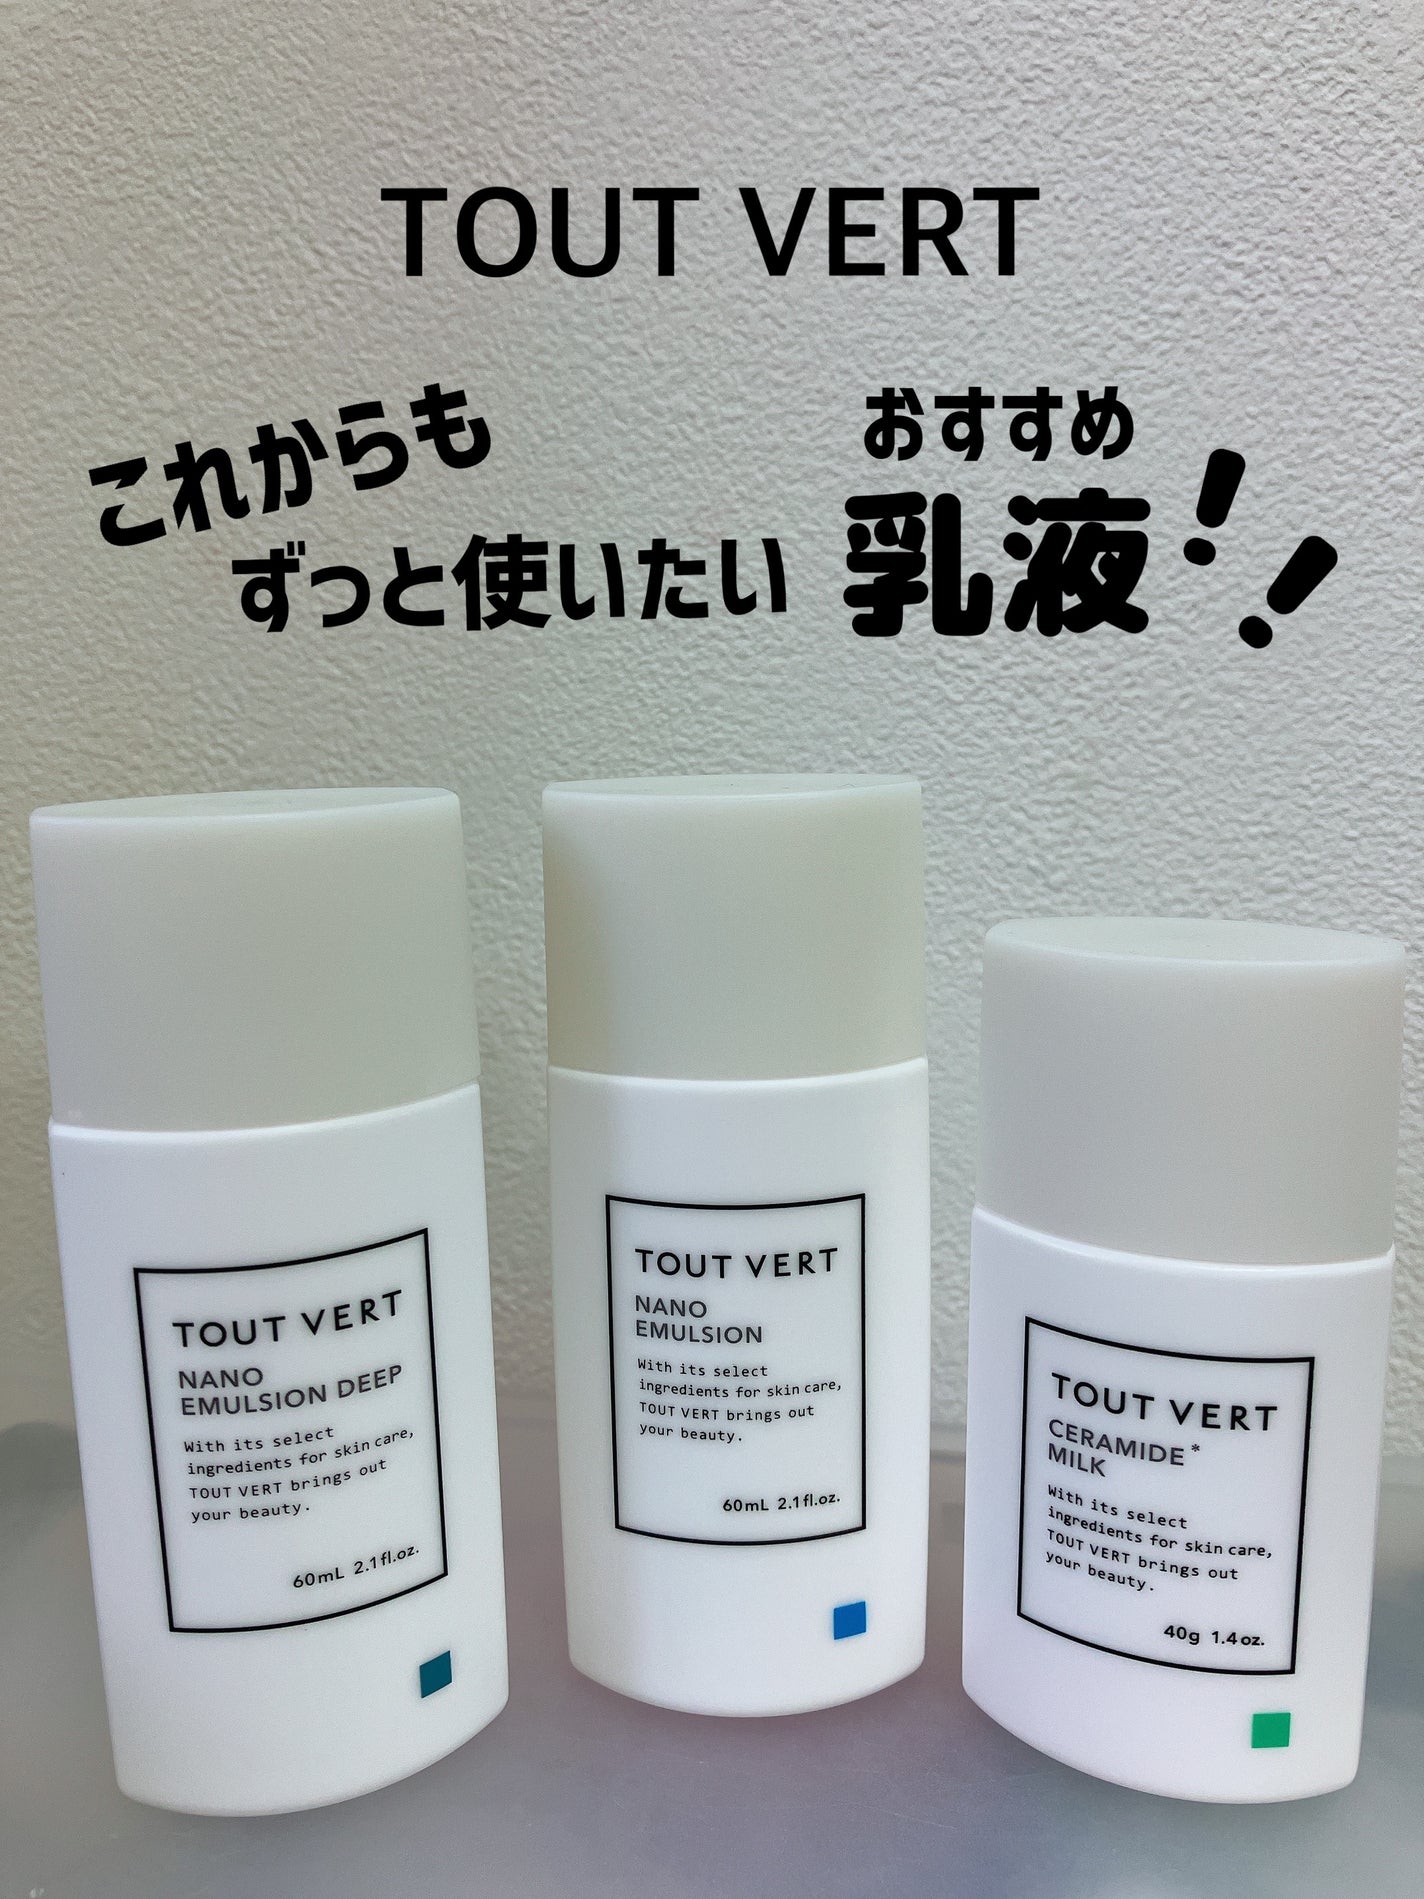 TOUT VERT
これからも
ずっと使いたい
おすすめ
乳液!!
TOUT VERT
NANO
EMULSION DEEP
With its select
ingredients for skin care,
TOUT VERT brings out
your beauty.
60mL 2.1fl.oz.
TOUT VERT
NANO
EMULSION
With its select
ingredients for skin care,
TOUT VERT brings out
your beauty.
60mL 2.1fl.oz.
TOUT VERT
CERAMIDE*
MILK
With its select
ingredients for skin care,
TOUT VERT brings out
your beauty.
40g 1.4oz.